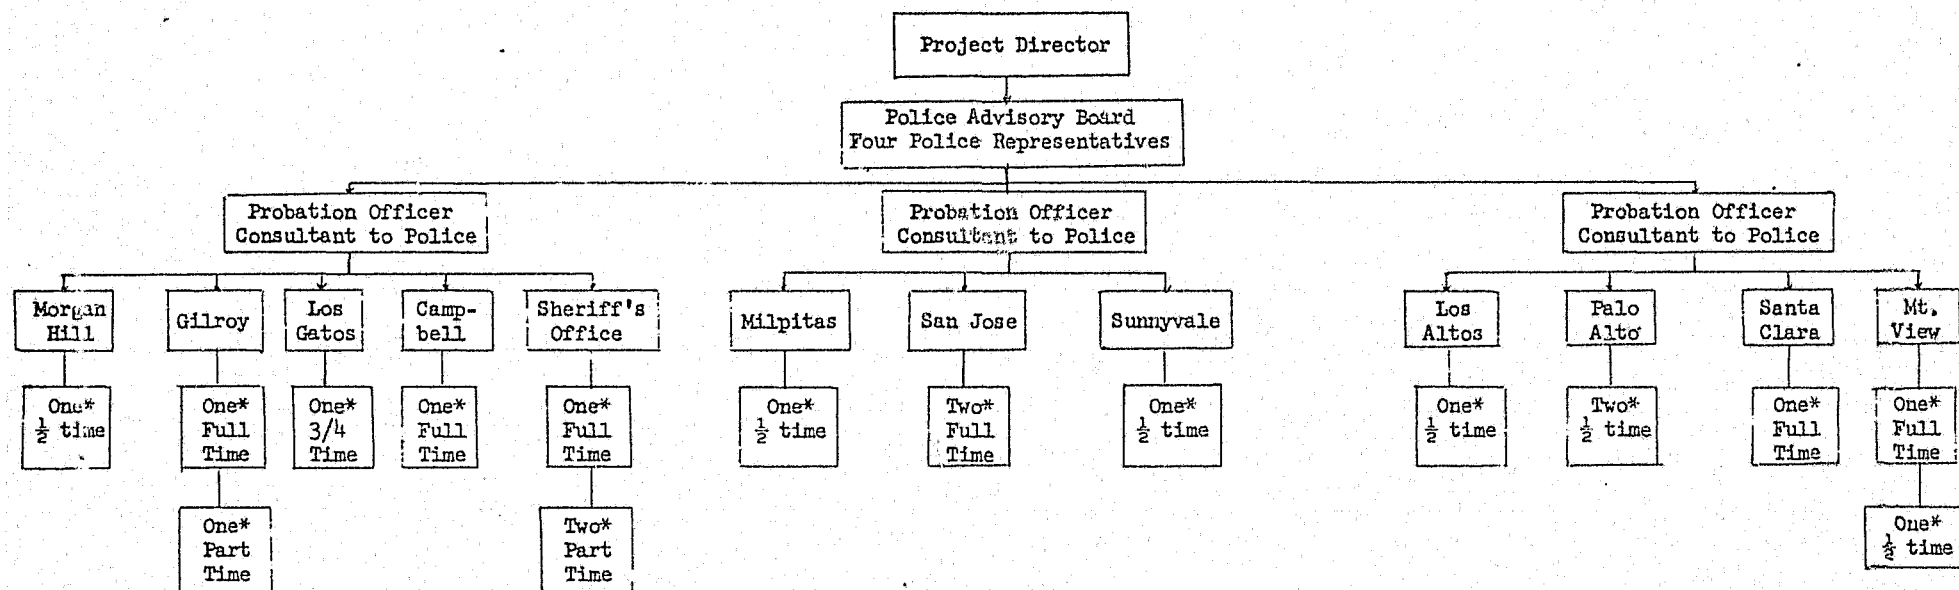 Project Director
Police Advisory Board
Four Police Representatives
Probation Officer
Consultant to Police
Probation Officer
Consultant to Police
Probation Officer
Consultant to Police
Morgan
Hill
Gilroy
Los
Gatos
Camp-
bell
Sheriff's
Office
Milpitas
San Jose
Sunnyvale
Los
Altos
Palo
Alto
Santa
Clara
Mt.
View
One*
½ time
One*
Full
Time
One*
3/4
Time
One*
Full
Time
One*
Full
Time
One*
½ time
Two*
Full
Time
One*
½ time
One*
½ time
Two*
½ time
One*
Full
Time
One*
Full
Time
One*
Part
Time
Two*
Part
Time
One*
½ time